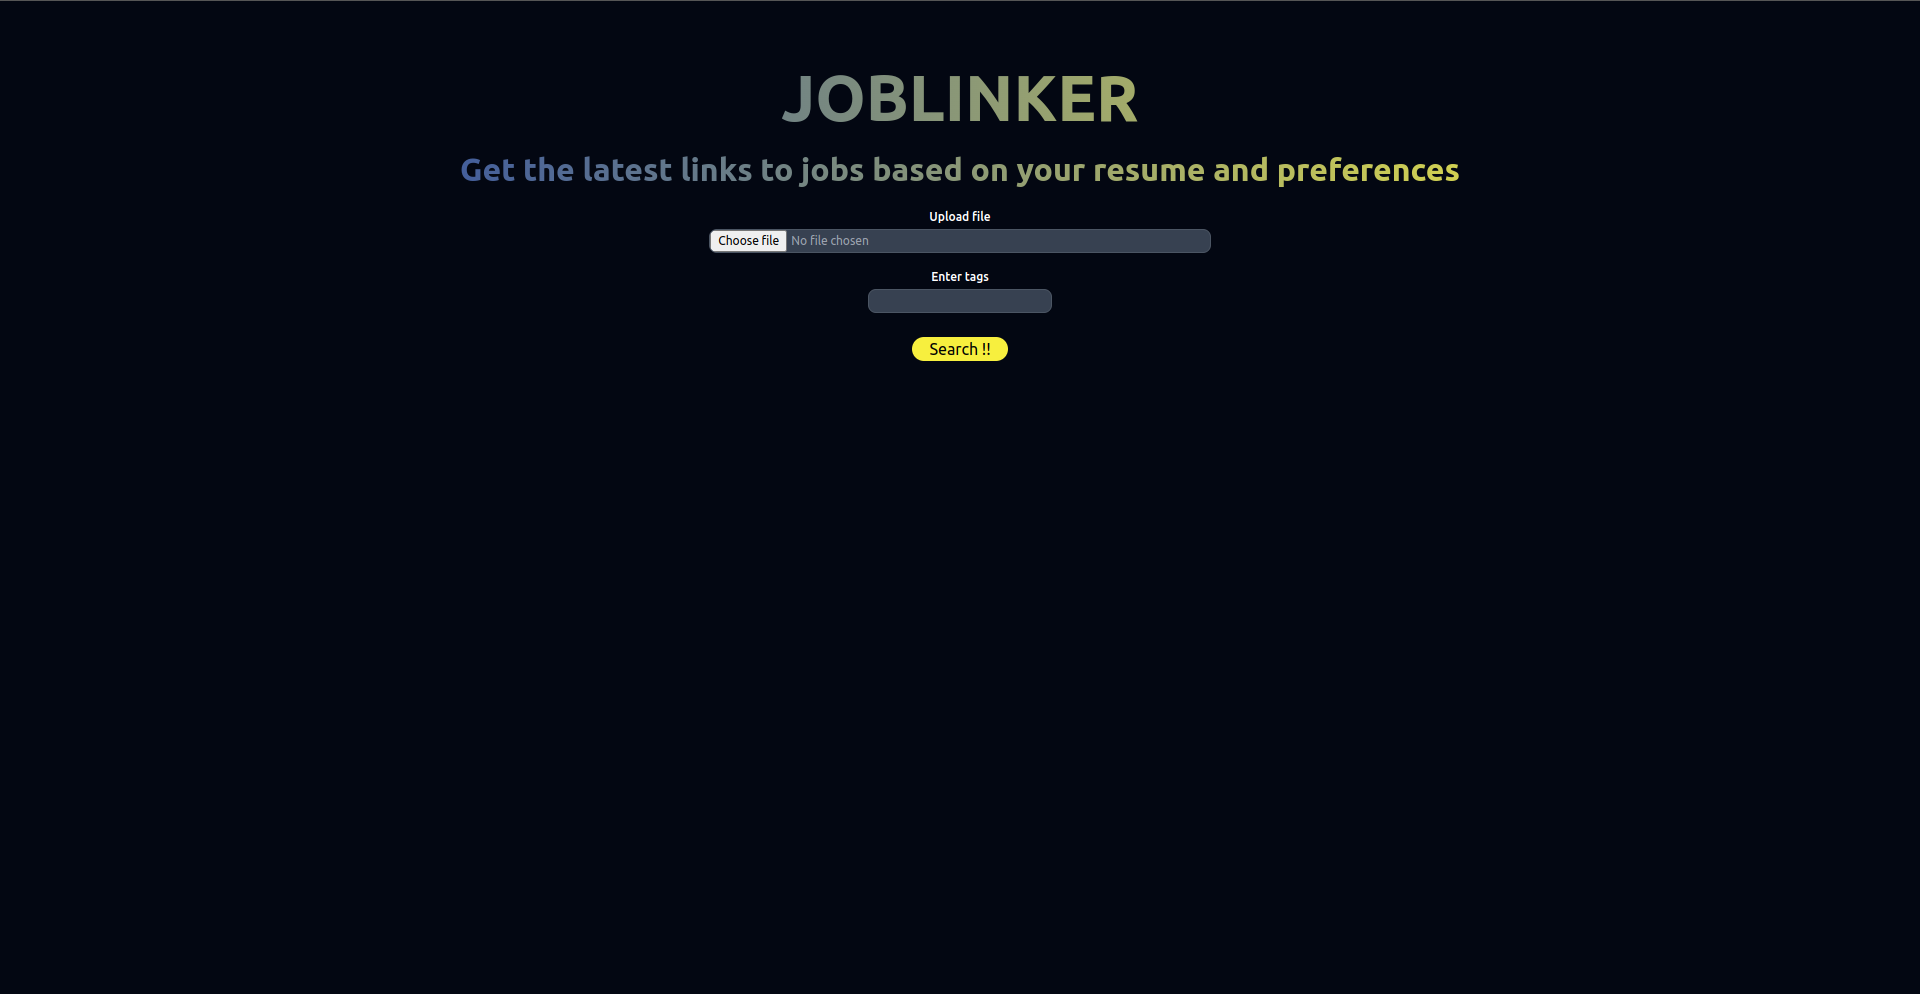 JOBLINKER
Get the latest links to jobs based on your resume and preferences
Upload file
Choose file No file chosen
Enter tags
Search !!